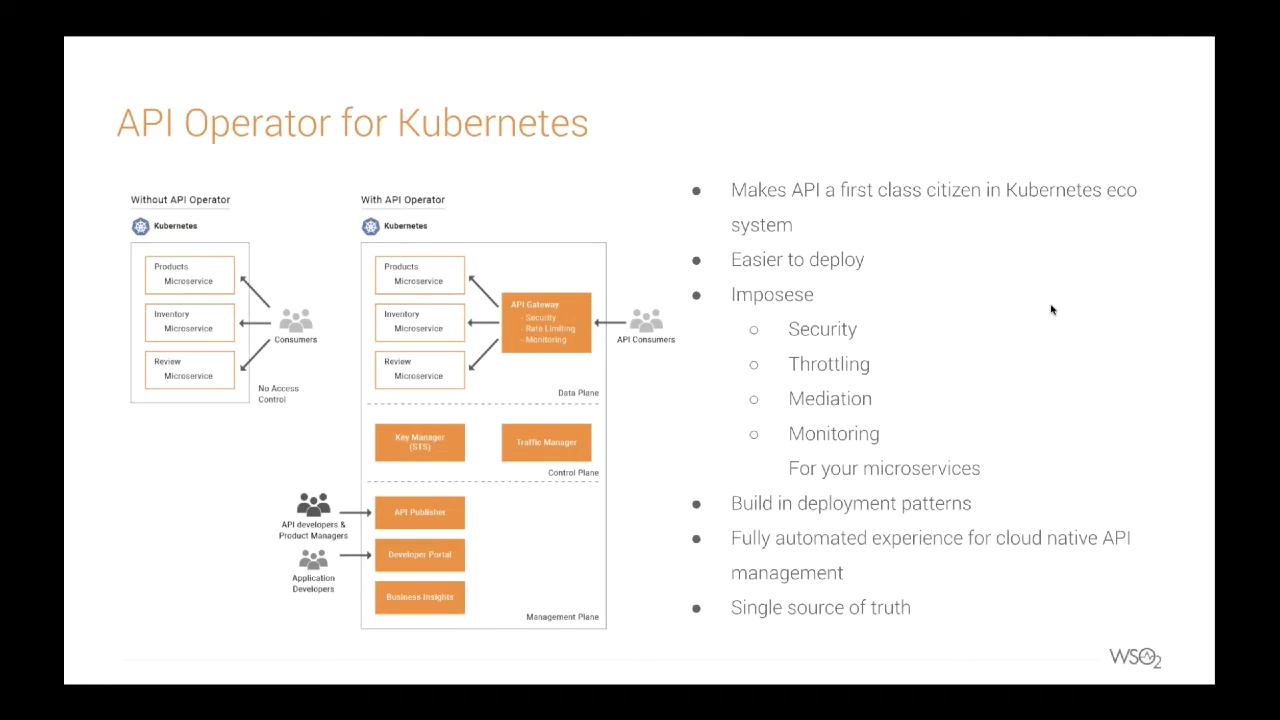 API Operator for Kubernetes
Without API Operator
Kubernetes
Products
Microservice
Inventory
Microservice
Review
Microservice
Consumers
No Access
Control
With API Operator
Kubernetes
Products
Microservice
Inventory
Microservice
Review
Microservice
API Gateway
- Security
- Rate Limiting
- Monitoring
API Consumers
Data Plane
Key Manager
(STS)
Traffic Manager
Control Plane
API developers &
Product Managers
Application
Developers
API Publisher
Developer Portal
Business Insights
Management Plane
● Makes API a first class citizen in Kubernetes eco
system
● Easier to deploy
● Imposese
○ Security
○ Throttling
○ Mediation
○ Monitoring
For your microservices
● Build in deployment patterns
● Fully automated experience for cloud native API
management
● Single source of truth
WSO2